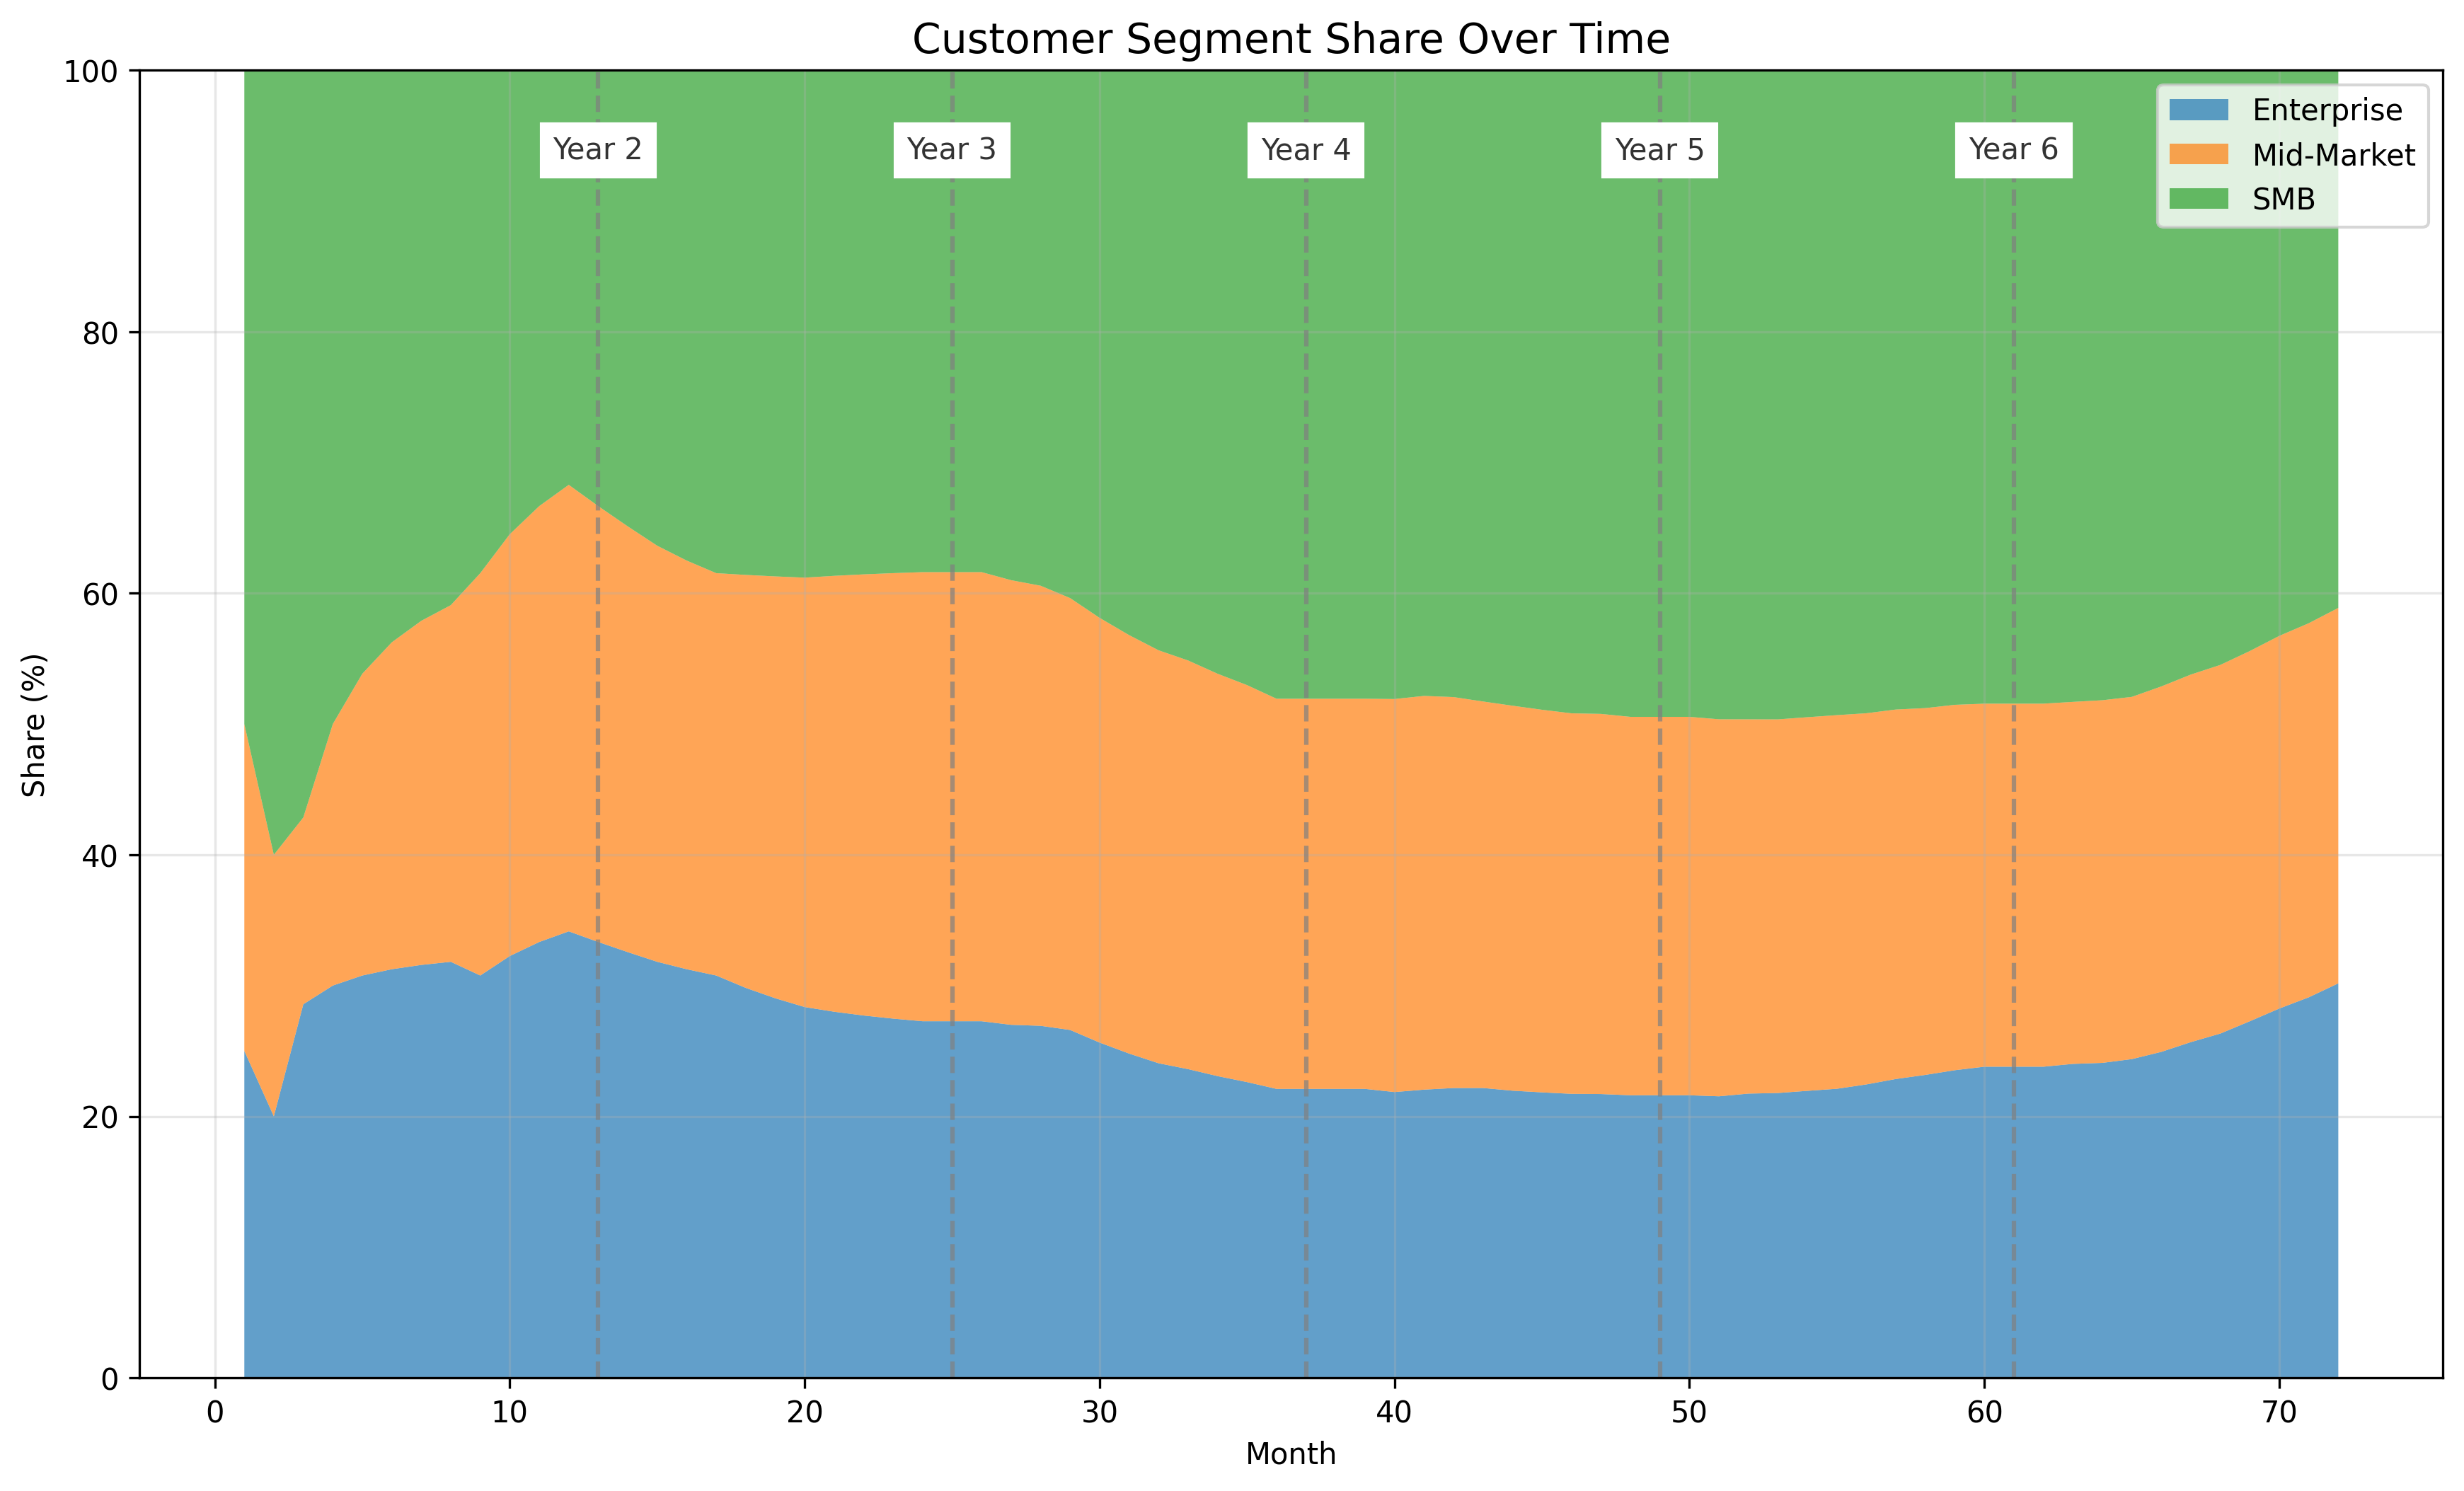 Customer Segment Share Over Time
100
80
60
40
20
0
Share (%)
Year 2
Year 3
Year 4
Year 5
Year 6
Enterprise
Mid-Market
SMB
0
10
20
30
40
50
60
70
Month